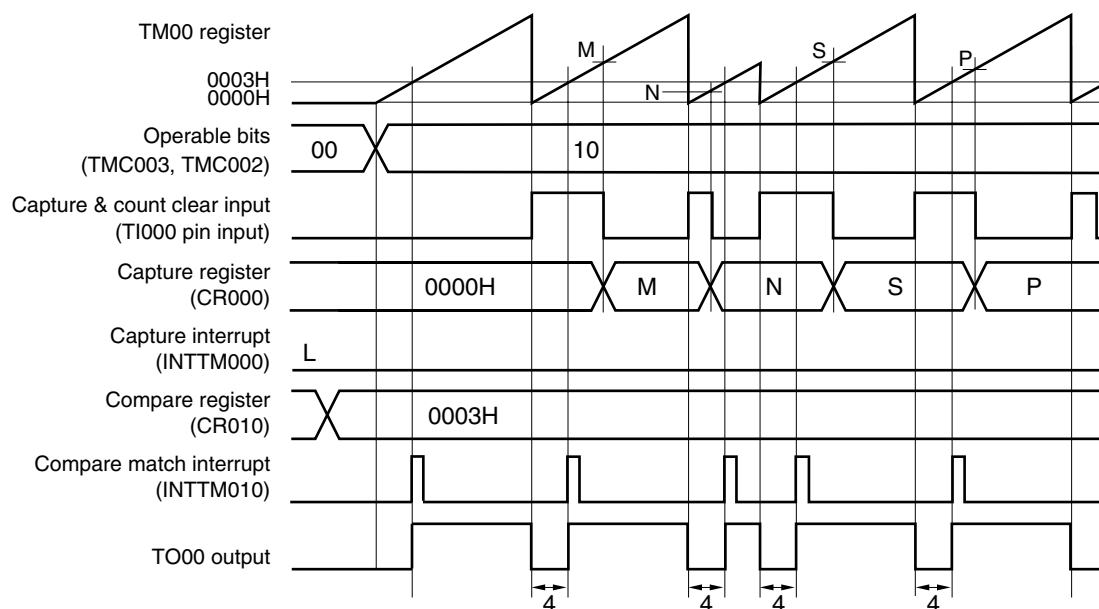 TM00 register
M
S
P
0003H
N
0000H
Operable bits
(TMC003, TMC002)
00
10
Capture & count clear input
(TI000 pin input)
Capture register
(CR000)
0000H
M
N
S
P
Capture interrupt
(INTTM000)
L
Compare register
(CR010)
0003H
Compare match interrupt
(INTTM010)
TO00 output
4
4
4
4